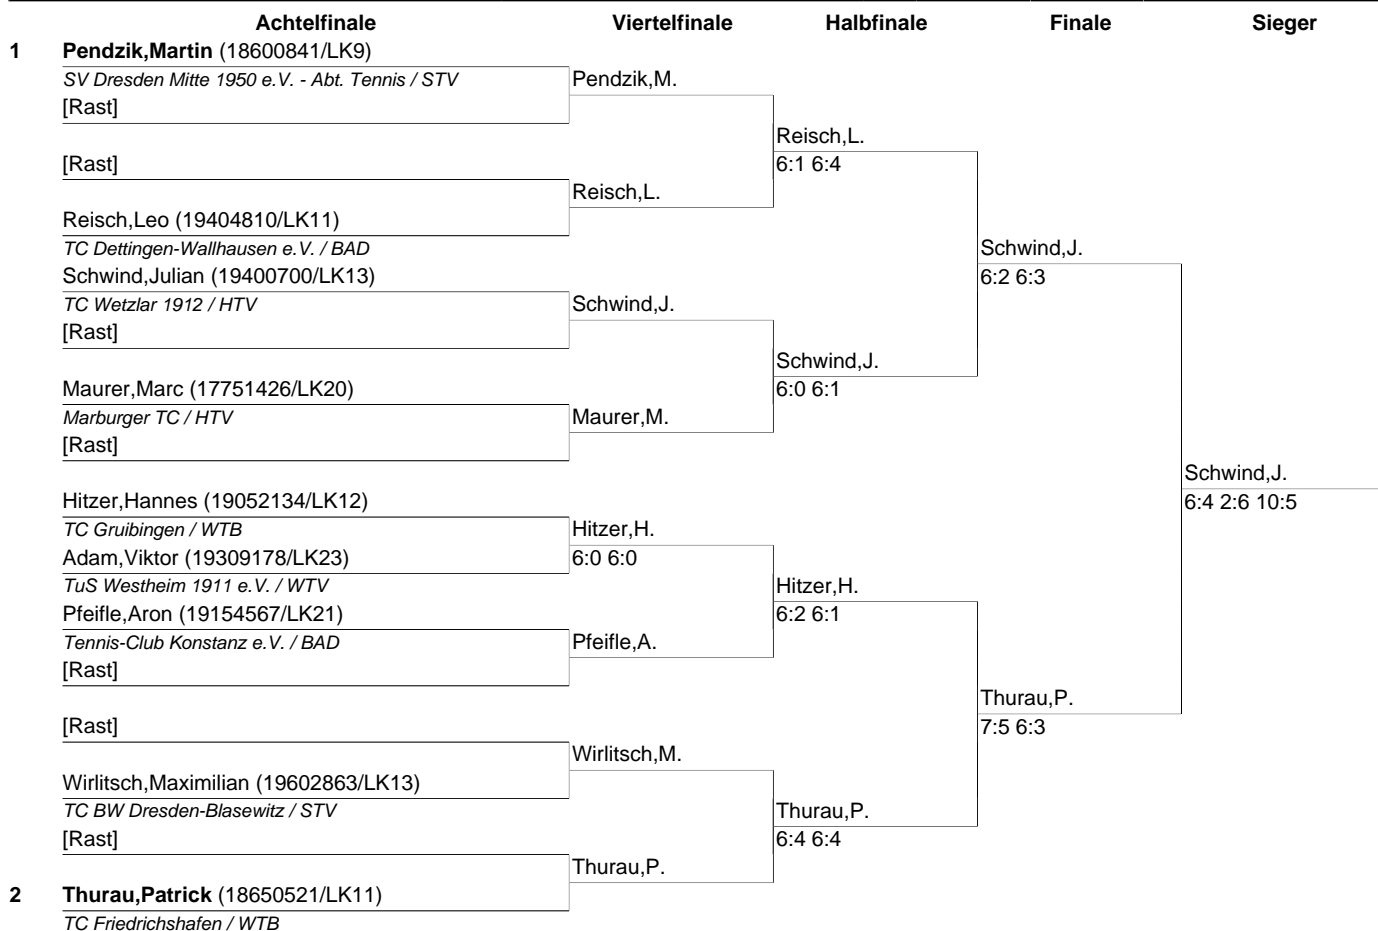 Achtelfinale Viertelfinale Halbfinale Finale Sieger
1 Pendzik,Martin (18600841/LK9)
SV Dresden Mitte 1950 e.V. - Abt. Tennis / STV Pendzik,M.
[Rast]
Reisch,L.
[Rast] 6:1 6:4
Reisch,L.
Reisch,Leo (19404810/LK11)
TC Dettingen-Wallhausen e.V. / BAD Schwind,J.
Schwind,Julian (19400700/LK13) 6:2 6:3
TC Wetzlar 1912 / HTV Schwind,J.
[Rast]
Schwind,J.
Maurer,Marc (17751426/LK20) 6:0 6:1
Marburger TC / HTV Maurer,M.
[Rast]
Schwind,J.
Hitzer,Hannes (19052134/LK12) 6:4 2:6 10:5
TC Gruibingen / WTB Hitzer,H.
Adam,Viktor (19309178/LK23) 6:0 6:0
TuS Westheim 1911 e.V. / WTV Hitzer,H.
Pfeifle,Aron (19154567/LK21) 6:2 6:1
Tennis-Club Konstanz e.V. / BAD Pfeifle,A.
[Rast]
Thurau,P.
[Rast] 7:5 6:3
Wirlitsch,M.
Wirlitsch,Maximilian (19602863/LK13)
TC BW Dresden-Blasewitz / STV Thurau,P.
[Rast] 6:4 6:4
Thurau,P.
2 Thurau,Patrick (18650521/LK11)
TC Friedrichshafen / WTB